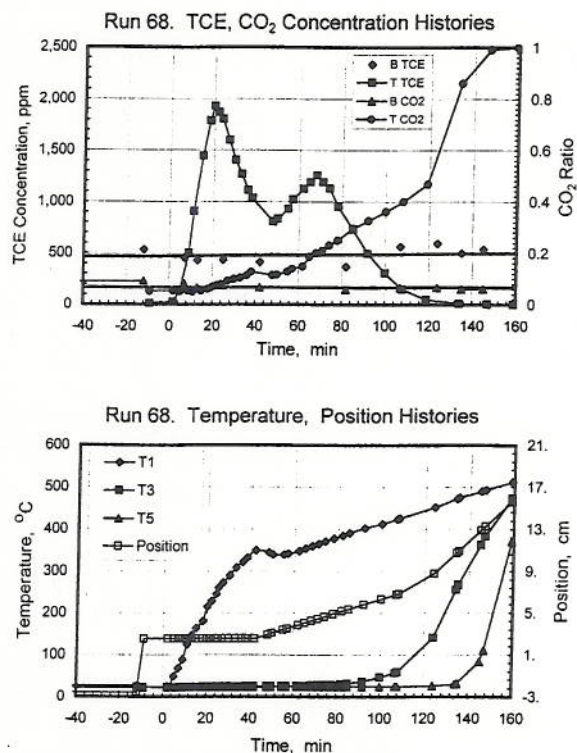 Run 68. TCE, CO2 Concentration Histories
2,500
2,000
1,500
1,000
500
0
TCE Concentration, ppm
B TCE
T TCE
B CO2
T CO2
1
0.8
0.6
0.4
0.2
0
CO2 Ratio
-40 -20 0 20 40 60 80 100 120 140 160
Time, min
Run 68. Temperature, Position Histories
600
500
400
300
200
100
0
Temperature, °C
T1
T3
T5
Position
21.
17.
13.
9.
5.
1.
-3.
Position, cm
-40 -20 0 20 40 60 80 100 120 140 160
Time, min